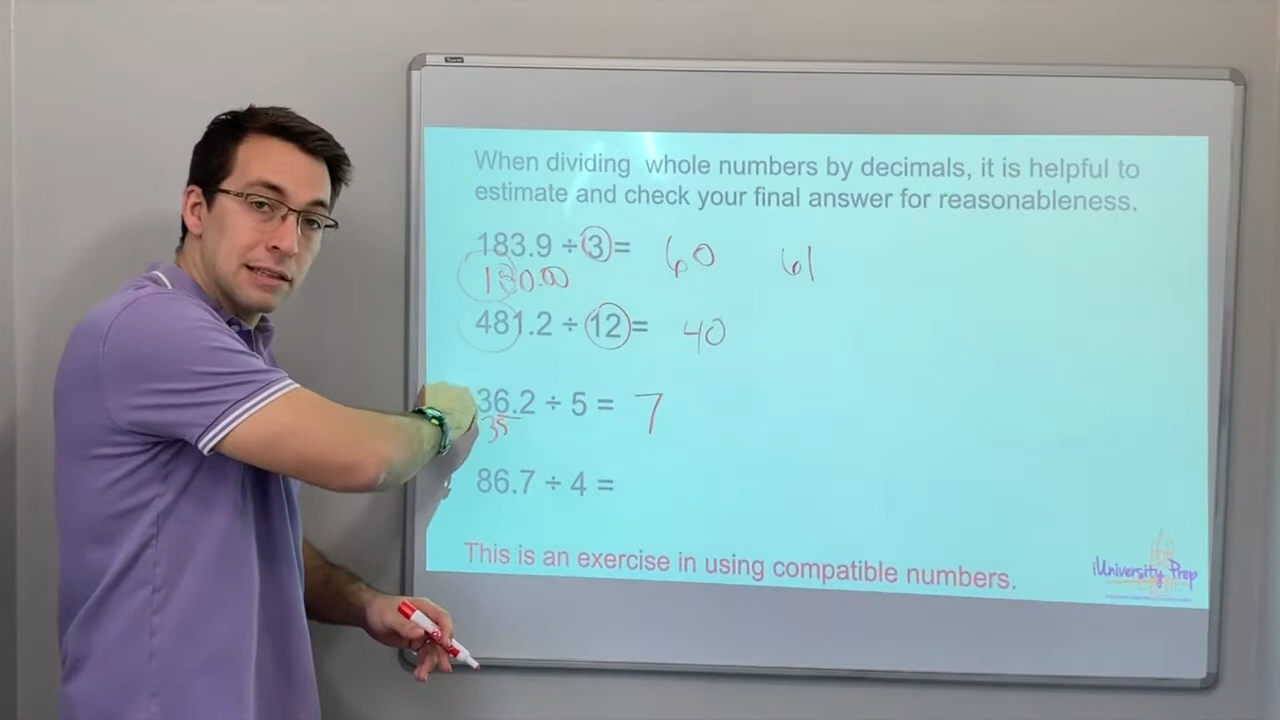 When dividing whole numbers by decimals, it is helpful to
estimate and check your final answer for reasonableness.
183.9 ÷ 3 = 60 61
180.00
481.2 ÷ 12 = 40
36.2 ÷ 5 = 7
35
86.7 ÷ 4 =
This is an exercise in using compatible numbers.
iUniversity Prep